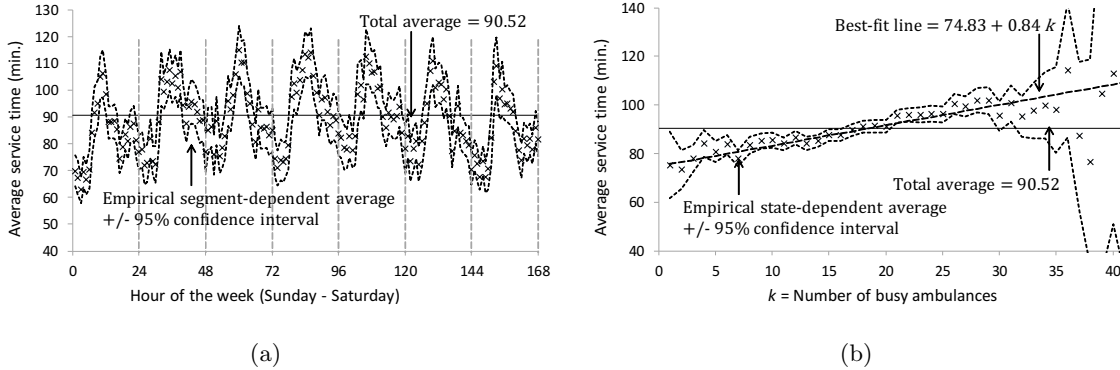 130
120
110
100
90
80
70
60
50
40
Average service time (min.)
Total average = 90.52
Empirical segment-dependent average
+/- 95% confidence interval
0 24 48 72 96 120 144 168
Hour of the week (Sunday - Saturday)
(a)
140
120
100
80
60
40
Average service time (min.)
Best-fit line = 74.83 + 0.84 k
Total average = 90.52
Empirical state-dependent average
+/- 95% confidence interval
0 5 10 15 20 25 30 35 40
k = Number of busy ambulances
(b)